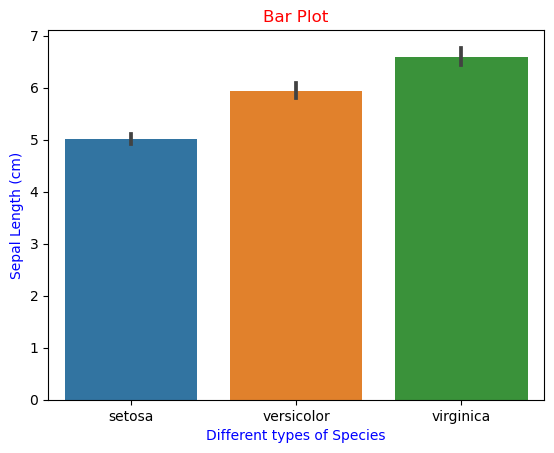 Bar Plot
7
6
5
4
3
2
1
0
Sepal Length (cm)
setosa versicolor virginica
Different types of Species